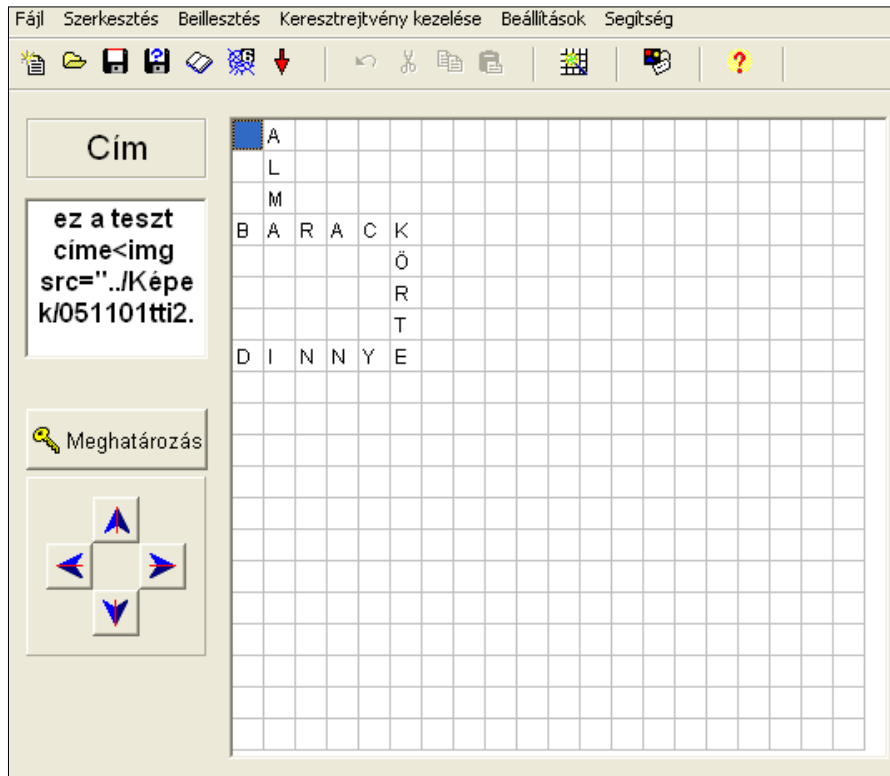 Fájl Szerkesztés Beillesztés Keresztrejtvény kezelése Beállítások Segítség
Cím
ez a teszt
címe<img
src="../Képe
k/051101tti2.
Meghatározás
A
L
M
B A R A C K
Ö
R
T
D I N N Y E